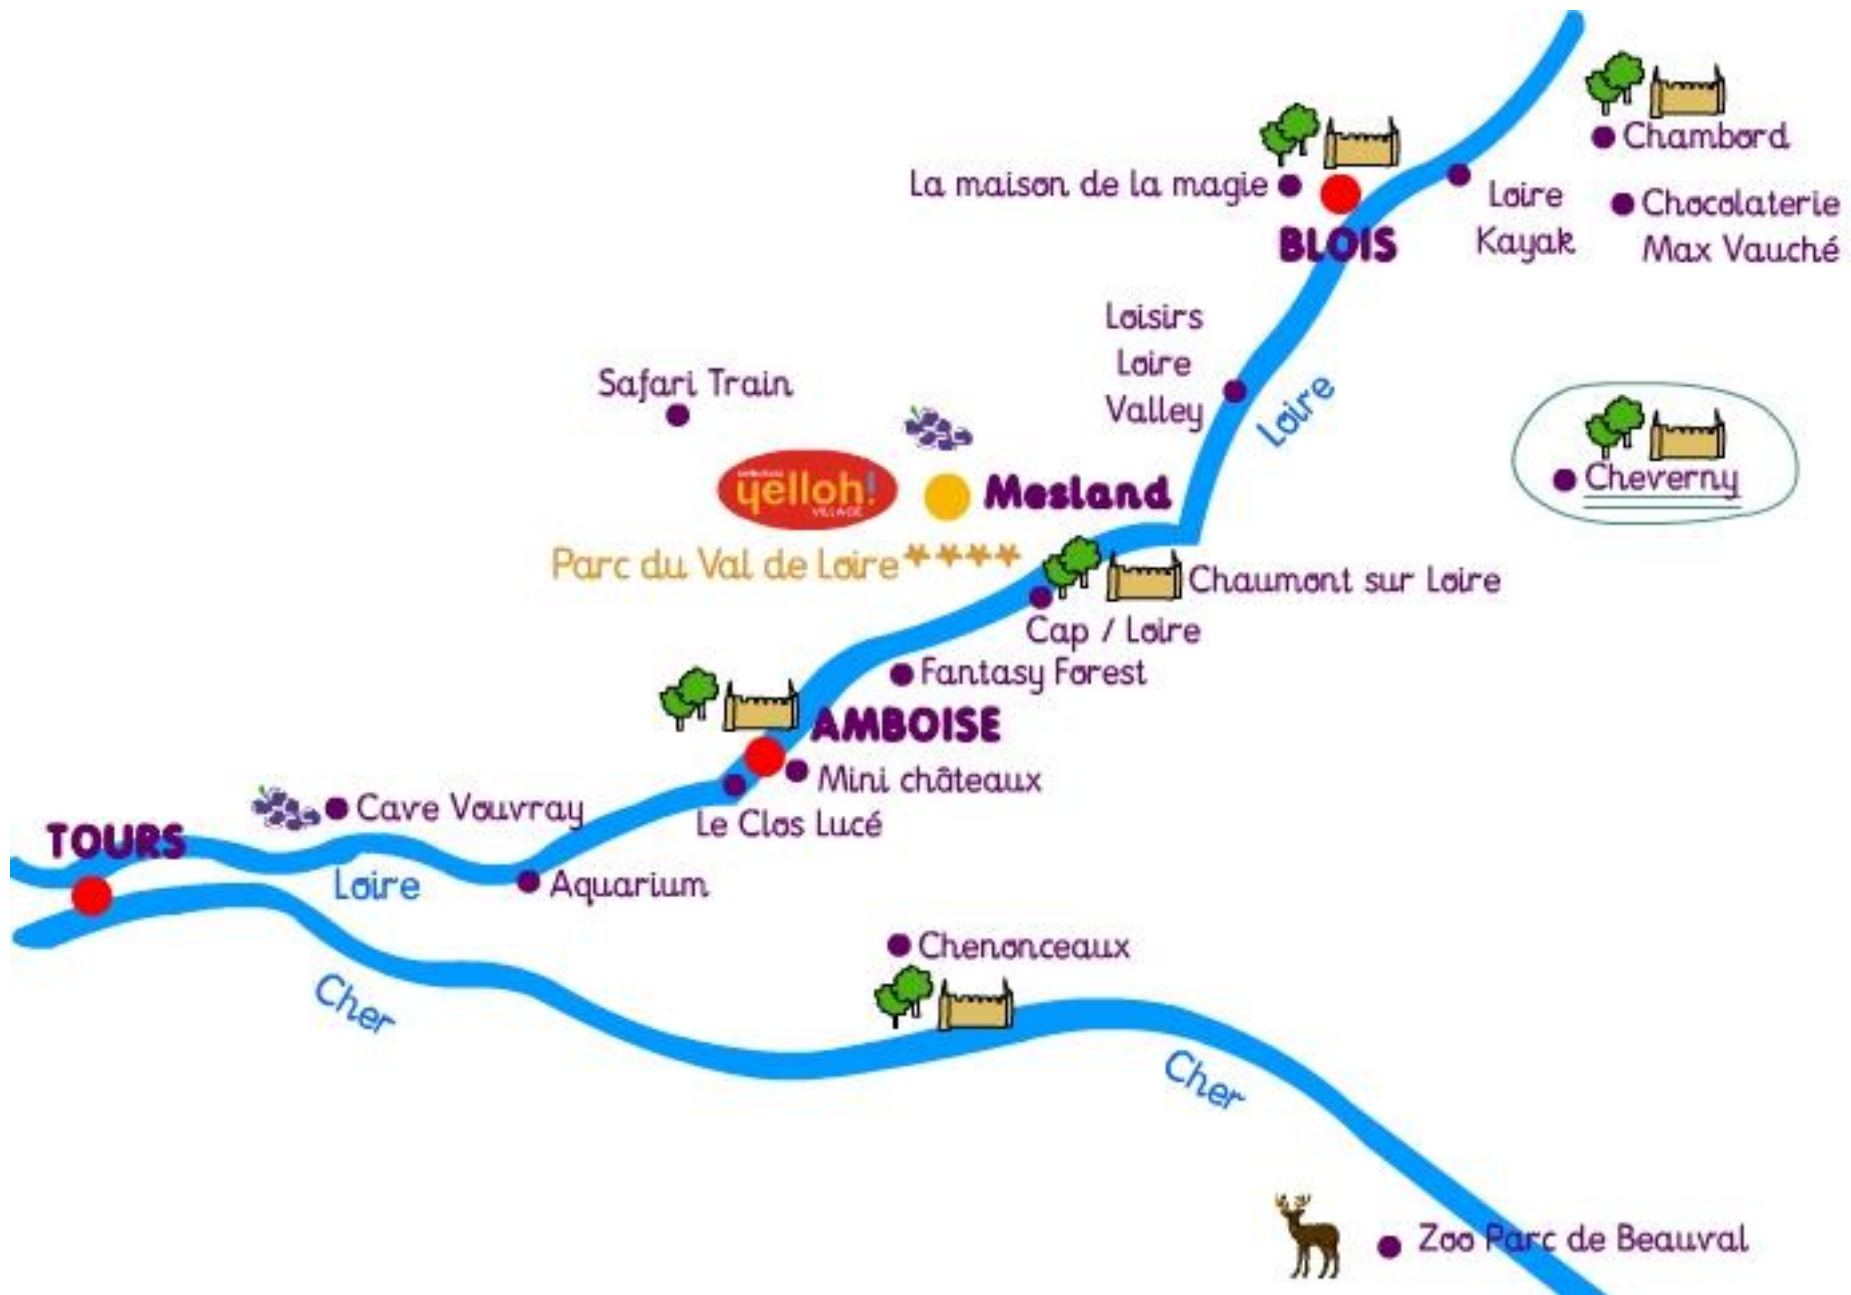 Chambord
La maison de la magie
BLOIS
Loire
Kayak
Chocolaterie
Max Vauché
Loisirs
Loire
Valley
Loire
Safari Train
yelloh!
VILLAGE
Mesland
Cheverny
Parc du Val de Loire
Chaumont sur Loire
Cap / Loire
Fantasy Forest
AMBOISE
Mini châteaux
Le Clos Lucé
Cave Vouvray
TOURS
Loire
Aquarium
Chenonceaux
Cher
Cher
Zoo Parc de Beauval